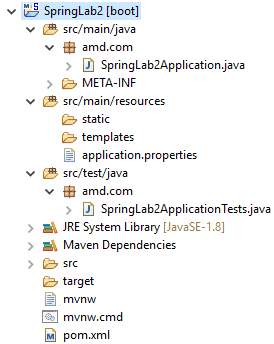 SpringLab2 [boot]
src/main/java
amd.com
SpringLab2Application.java
META-INF
src/main/resources
static
templates
application.properties
src/test/java
amd.com
SpringLab2ApplicationTests.java
JRE System Library [JavaSE-1.8]
Maven Dependencies
src
target
mvnw
mvnw.cmd
pom.xml